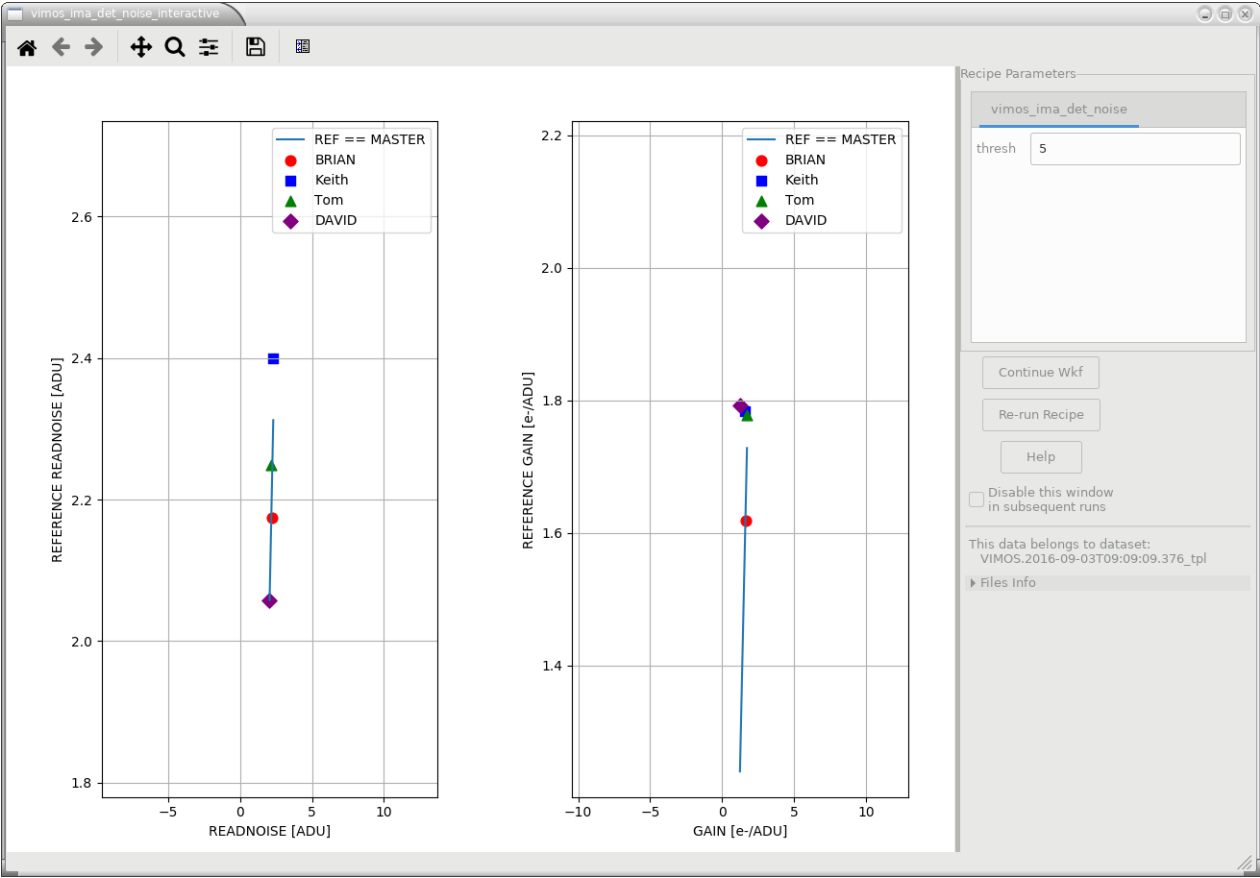 vimos_ima_det_noise_interactive
REF == MASTER
BRIAN
Keith
Tom
DAVID
2.6
2.4
2.2
2.0
1.8
REFERENCE READNOISE [ADU]
−5
0
5
10
READNOISE [ADU]
REF == MASTER
BRIAN
Keith
Tom
DAVID
2.2
2.0
1.8
1.6
1.4
REFERENCE GAIN [e-/ADU]
−10
−5
0
5
10
GAIN [e-/ADU]
Recipe Parameters
vimos_ima_det_noise
thresh 5
Continue Wkf
Re-run Recipe
Help
Disable this window
in subsequent runs
This data belongs to dataset:
VIMOS.2016-09-03T09:09:09.376_tpl
Files Info